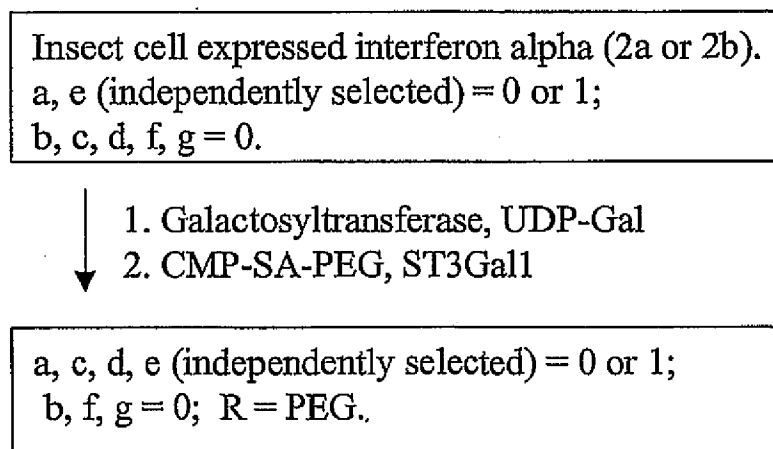 Insect cell expressed interferon alpha (2a or 2b).
a, e (independently selected) = 0 or 1;
b, c, d, f, g = 0.
1. Galactosyltransferase, UDP-Gal
2. CMP-SA-PEG, ST3Gal1
a, c, d, e (independently selected) = 0 or 1;
b, f, g = 0; R = PEG.